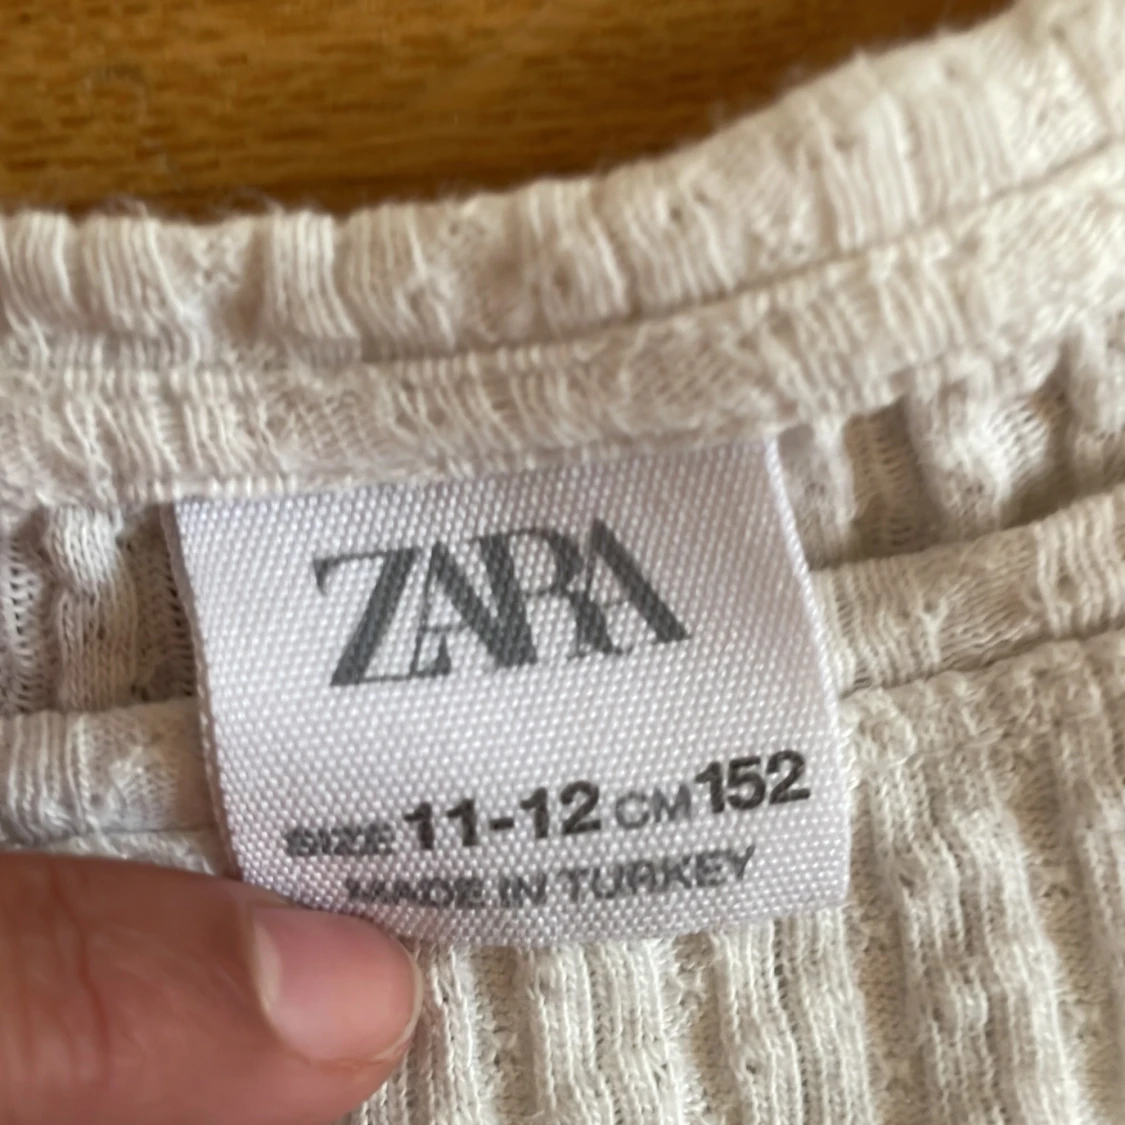 ZARA
SIZE 11-12 CM 152
MADE IN TURKEY